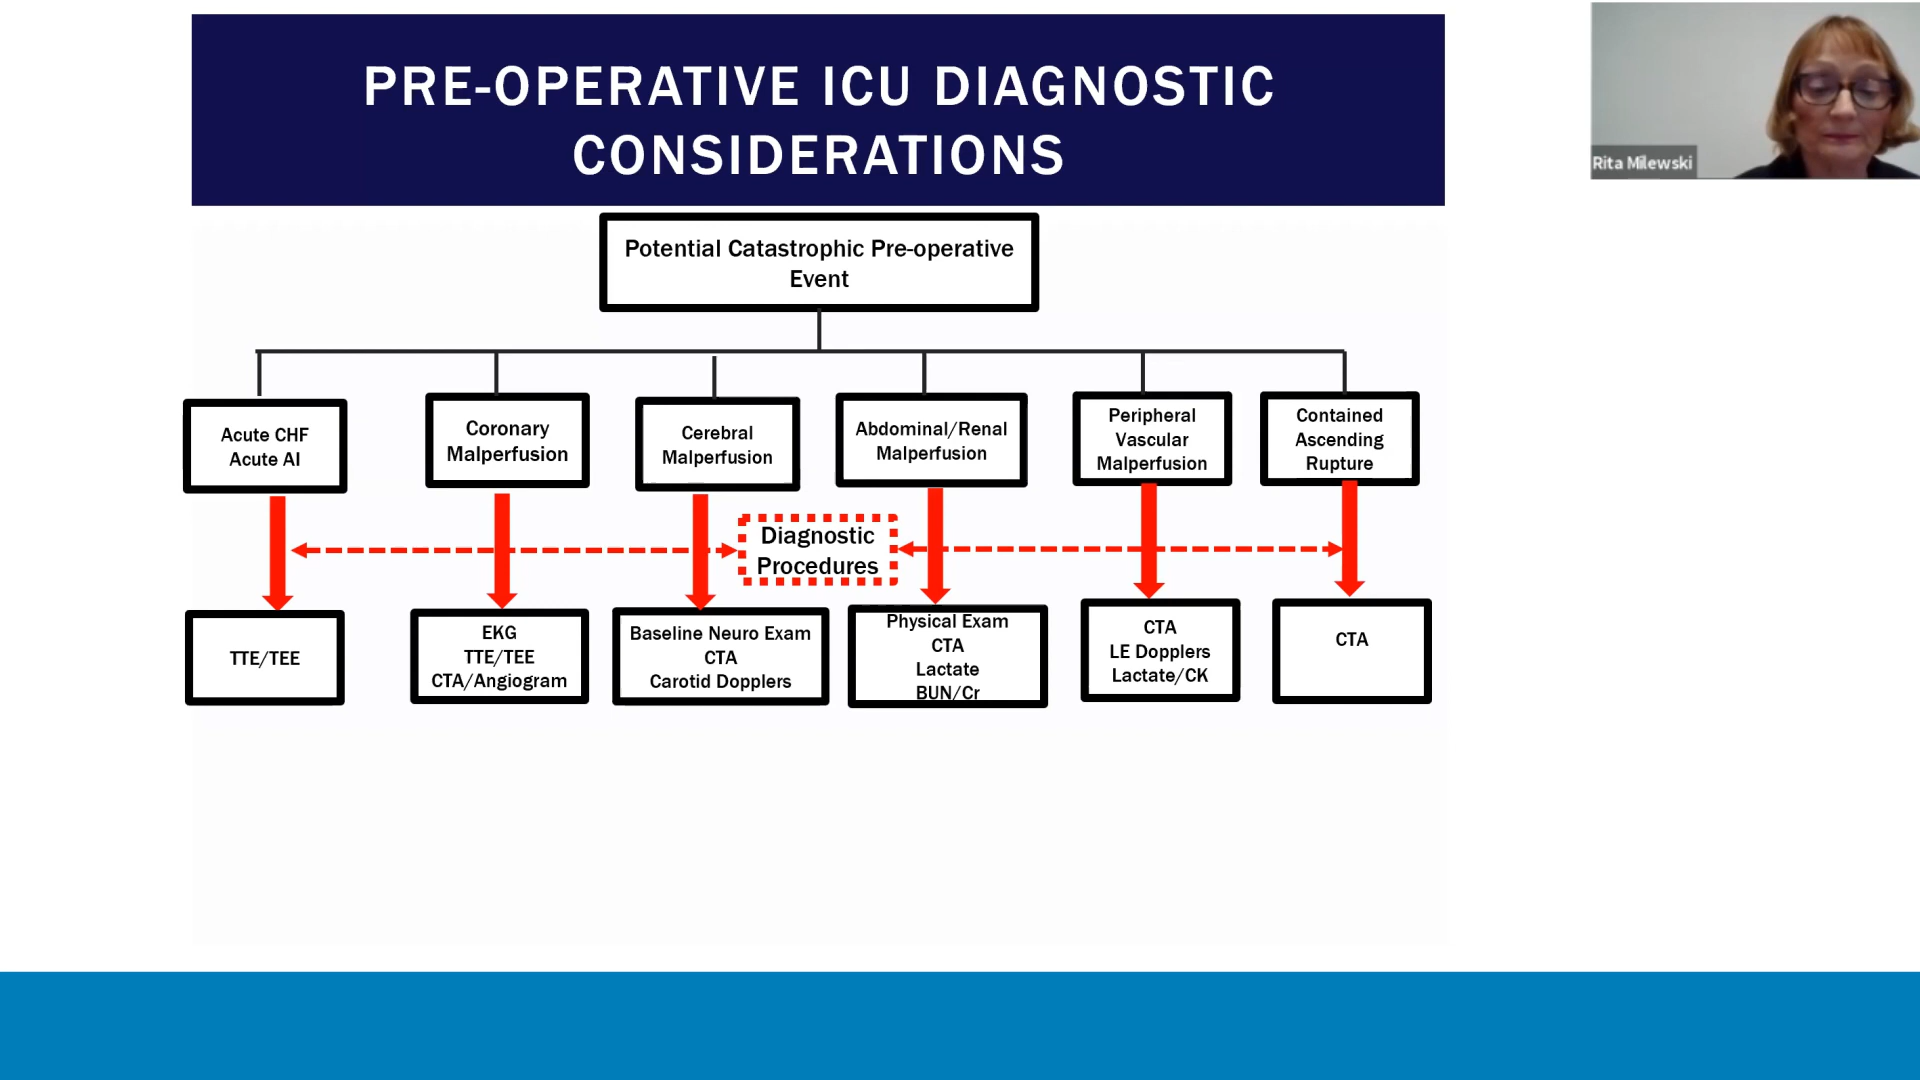 PRE-OPERATIVE ICU DIAGNOSTIC
CONSIDERATIONS
Rita Milewski
Potential Catastrophic Pre-operative
Event
Acute CHF
Acute AI
Coronary
Malperfusion
Cerebral
Malperfusion
Abdominal/Renal
Malperfusion
Peripheral
Vascular
Malperfusion
Contained
Ascending
Rupture
Diagnostic
Procedures
TTE/TEE
EKG
TTE/TEE
CTA/Angiogram
Baseline Neuro Exam
CTA
Carotid Dopplers
Physical Exam
CTA
Lactate
BUN/Cr
CTA
LE Dopplers
Lactate/CK
CTA